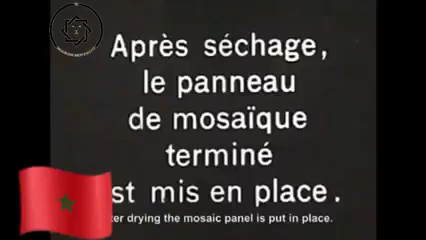 Après séchage,
le panneau
de mosaïque
terminé
st mis en place.
ter drying the mosaic panel is put in place.